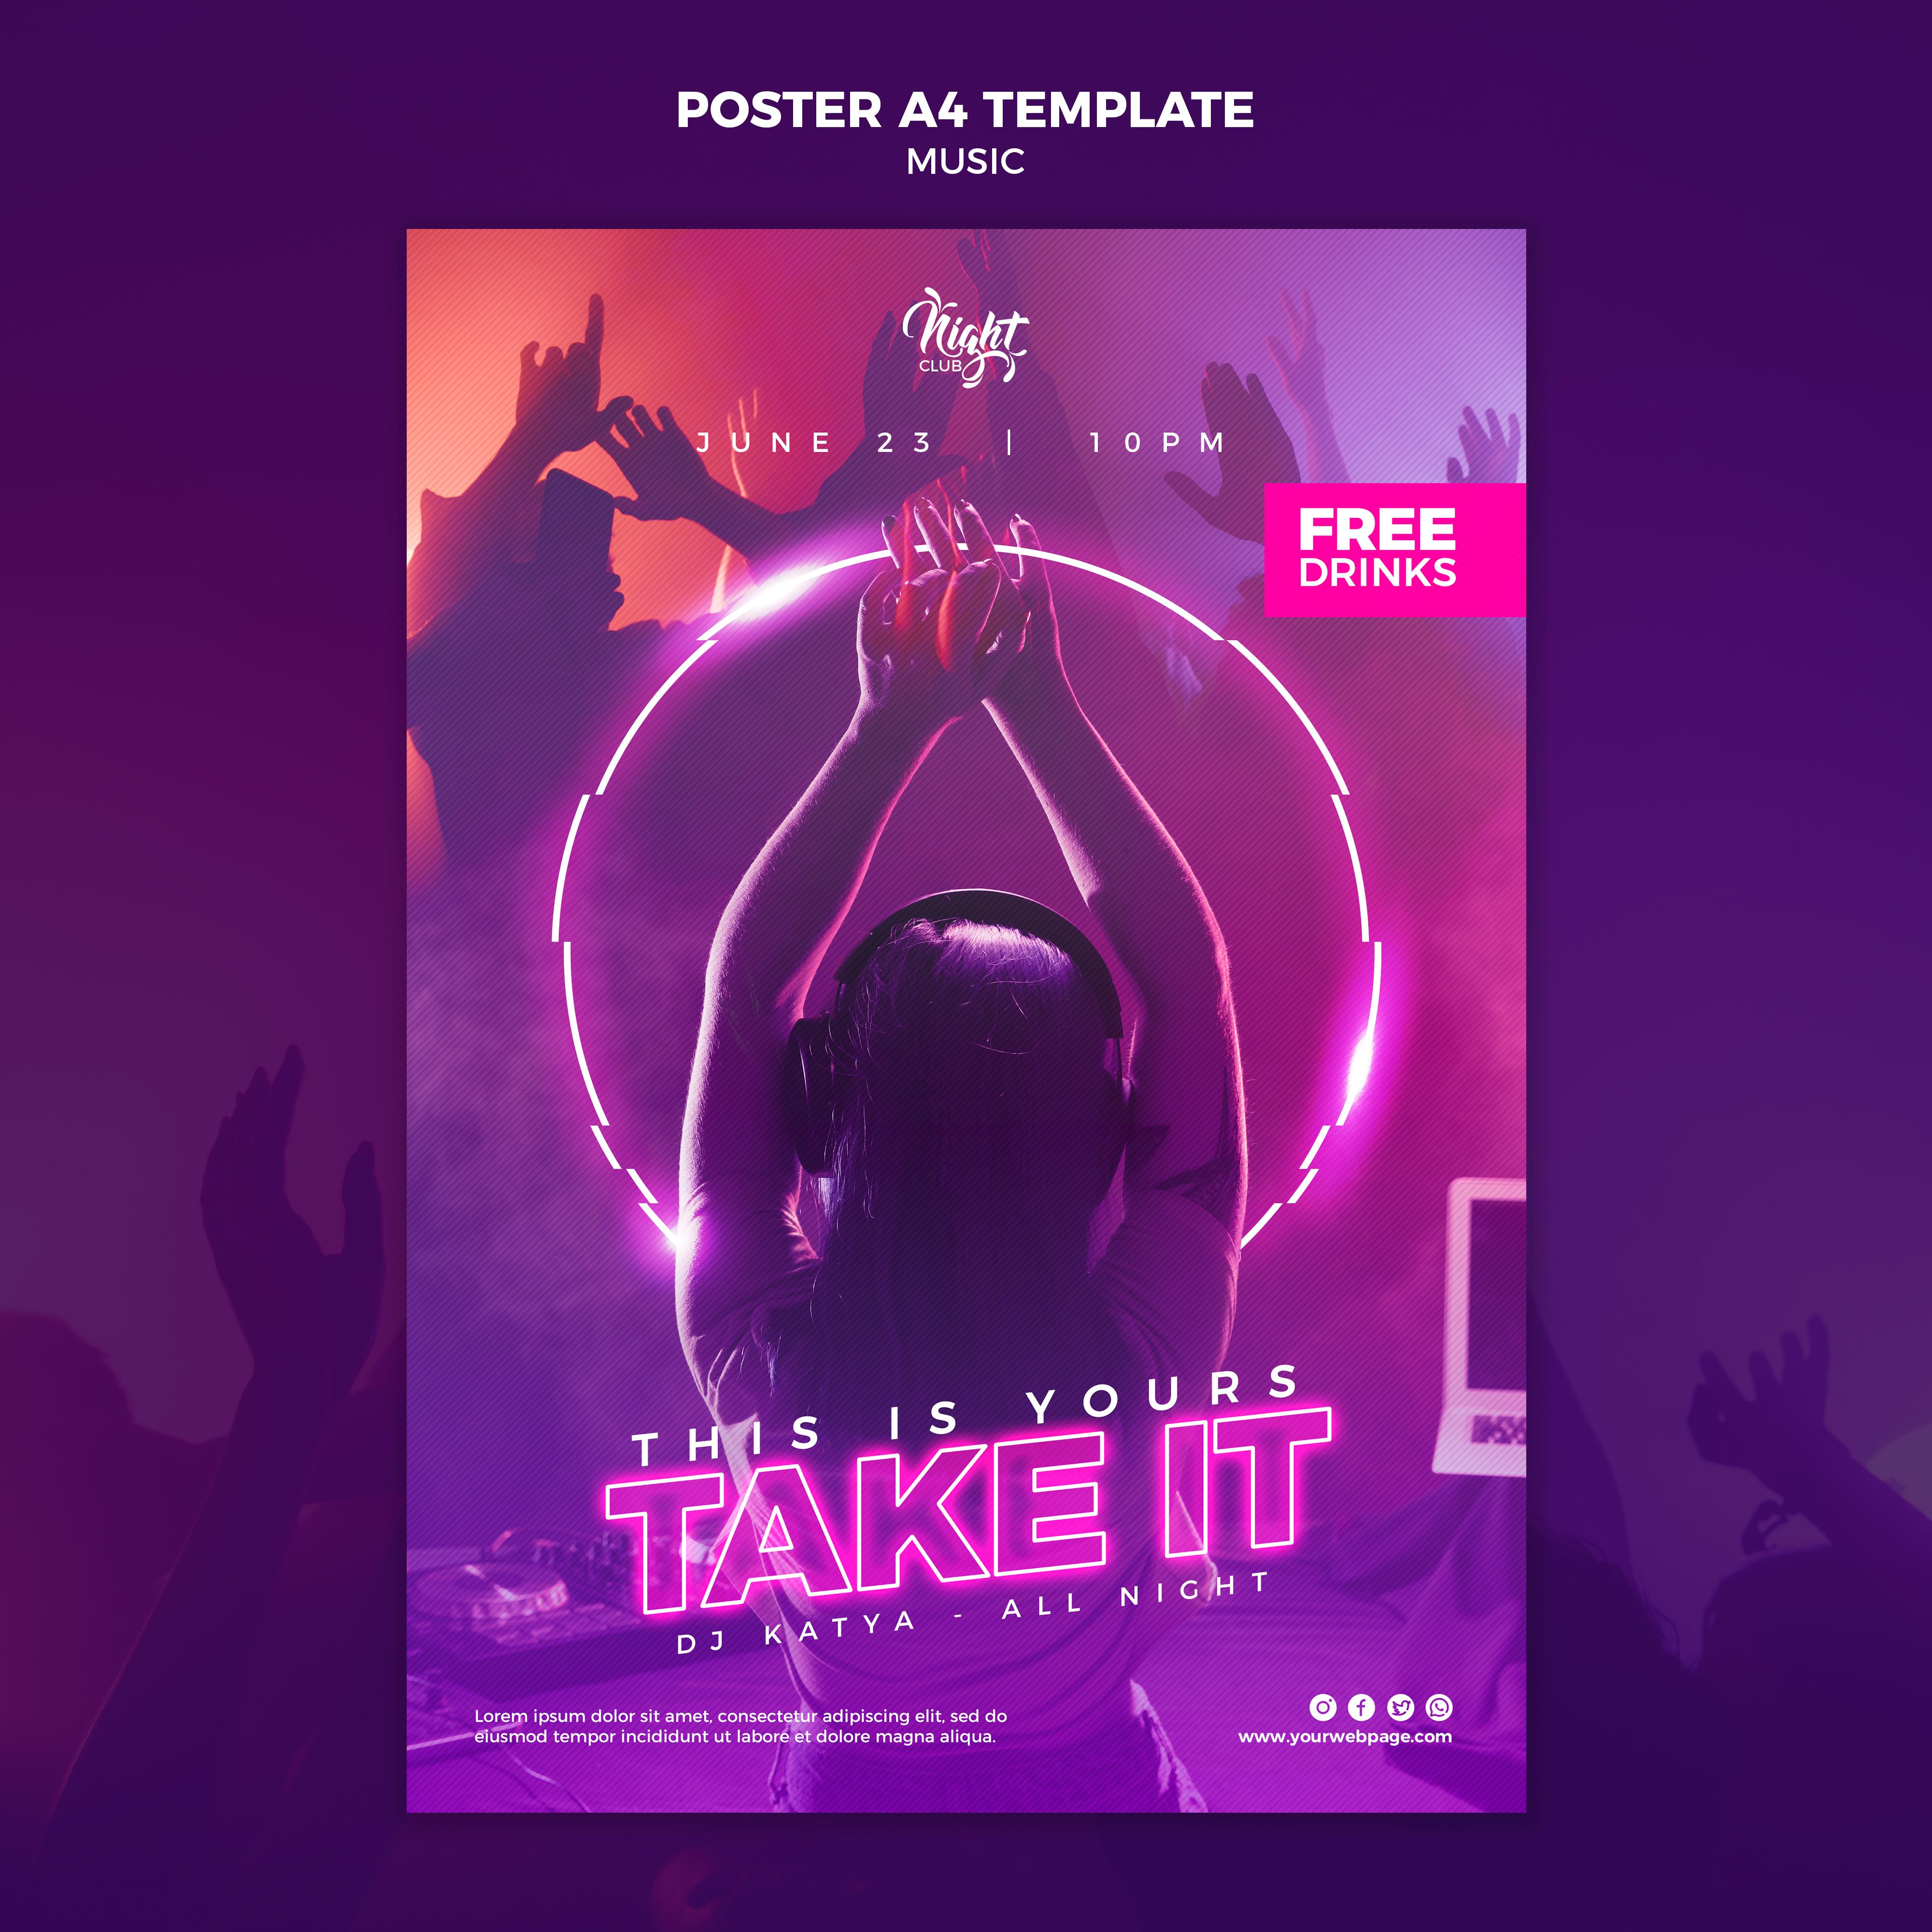 POSTER A4 TEMPLATE
MUSIC
Night
CLUB
JUNE 23 | 10PM
FREE
DRINKS
THIS IS YOURS
TAKE IT
DJ KATYA - ALL NIGHT
Lorem ipsum dolor sit amet, consectetur adipiscing elit, sed do
eiusmod tempor incididunt ut labore et dolore magna aliqua.
www.yourwebpage.com